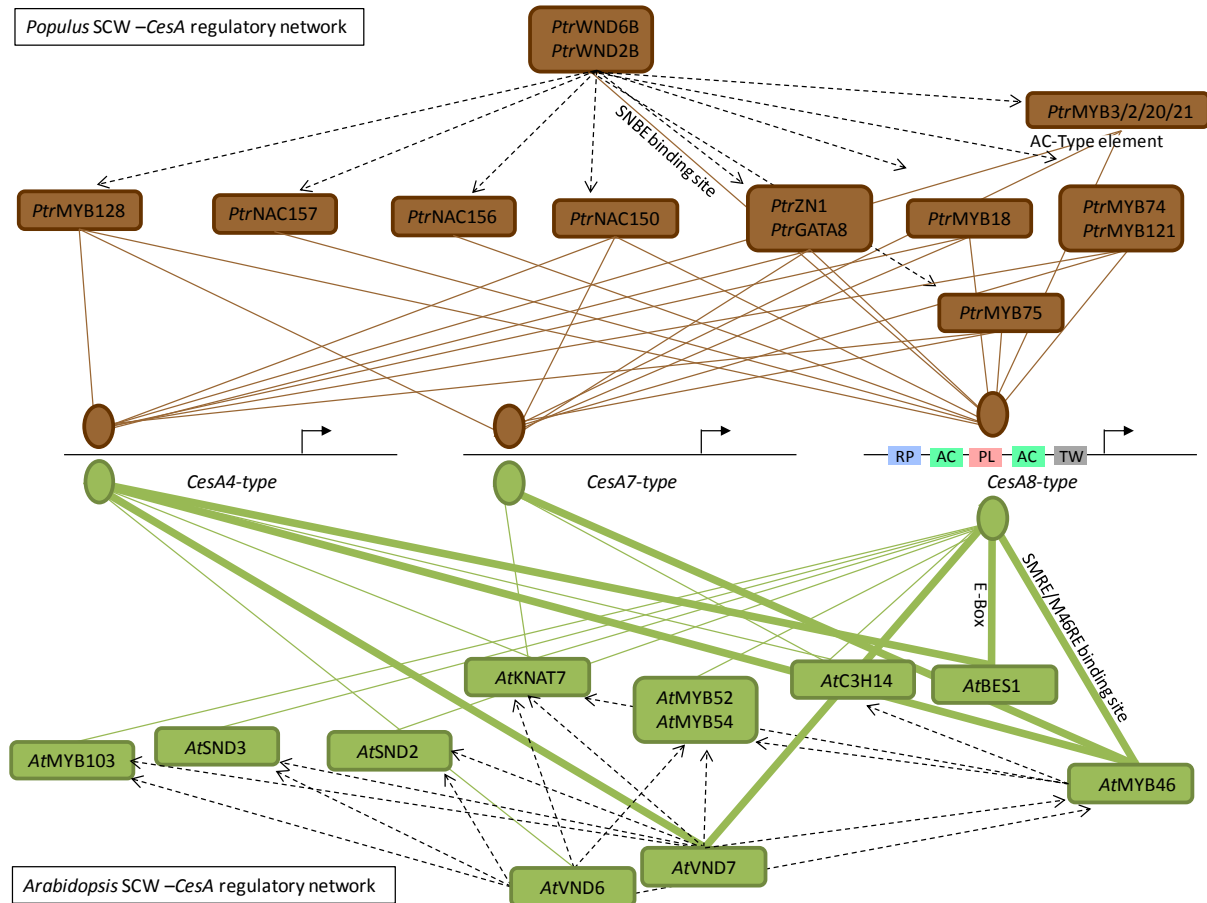 Populus SCW –CesA regulatory network
PtrWND6B
PtrWND2B
PtrMYB3/2/20/21
AC-Type element
SNBE binding site
PtrMYB128
PtrNAC157
PtrNAC156
PtrNAC150
PtrZN1
PtrGATA8
PtrMYB18
PtrMYB74
PtrMYB121
PtrMYB75
RP AC PL AC TW
CesA4-type
CesA7-type
CesA8-type
SMRE/M46RE binding site
E-Box
AtKNAT7
AtC3H14
AtBES1
AtMYB52
AtMYB54
AtSND3
AtSND2
AtMYB103
AtMYB46
AtVND7
AtVND6
Arabidopsis SCW –CesA regulatory network